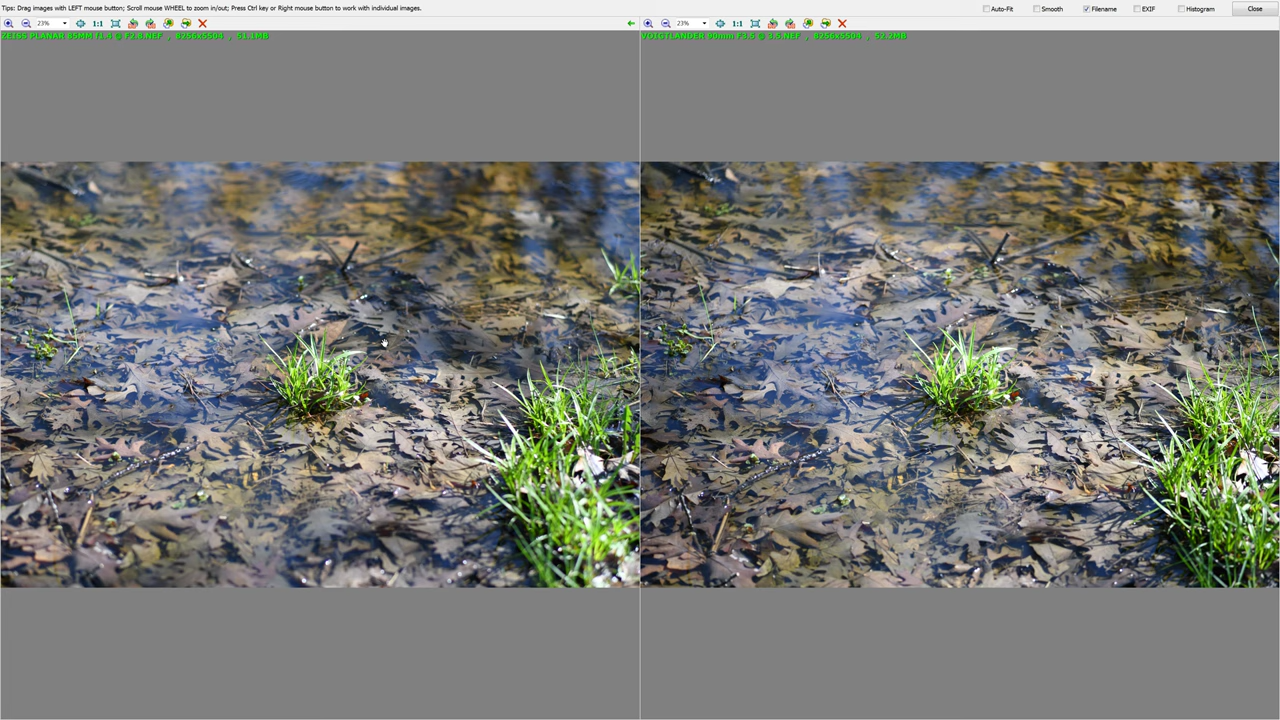 Tips: Drag images with LEFT mouse button; Scroll mouse WHEEL to zoom in/out; Press Ctrl key or Right mouse button to work with individual images.
Auto-Fit
Smooth
Filename
EXIF
Histogram
Close
23%
1:1
23%
1:1
ZEISS PLANAR 85MM f1.4 @ F2.8.NEF , 8256x5504 , 51.1MB
VOIGTLANDER 90mm F3.5 @ 3.5.NEF , 8256x5504 , 52.2MB